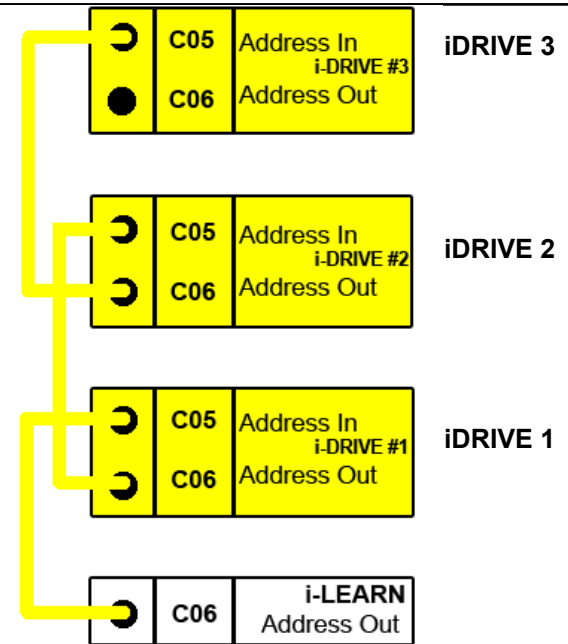 C05 Address In iDRIVE 3
i-DRIVE #3
C06 Address Out
C05 Address In
i-DRIVE #2 iDRIVE 2
C06 Address Out
C05 Address In
i-DRIVE #1 iDRIVE 1
C06 Address Out
i-LEARN
C06 Address Out